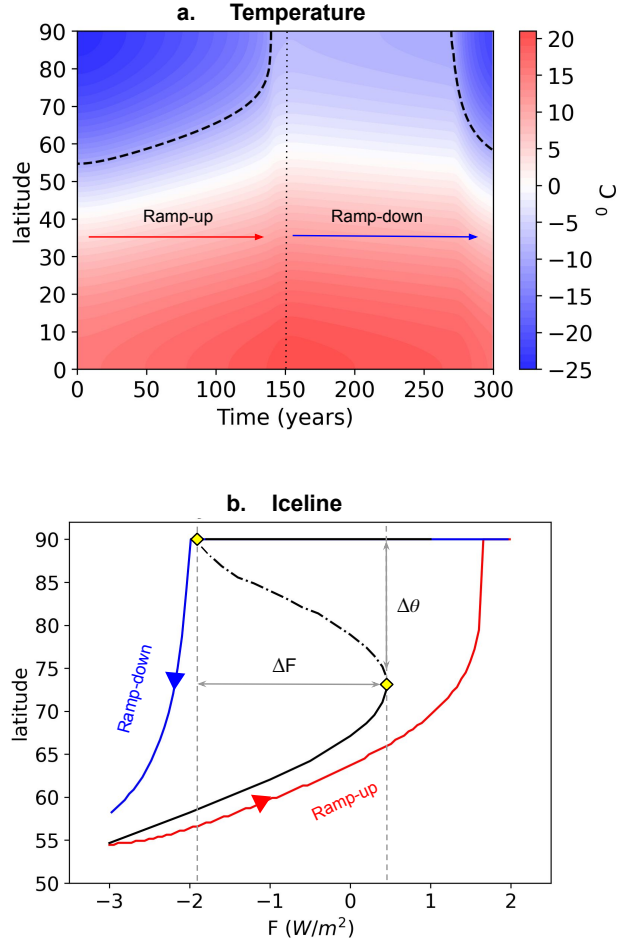 a. Temperature
90
80
70
60
50
40
30
20
10
0
latitude
Ramp-up
Ramp-down
0 50 100 150 200 250 300
Time (years)
20
15
10
5
0
−5
−10
−15
−20
−25
⁰ C
b. Iceline
90
85
80
75
70
65
60
55
50
latitude
Ramp-down
ΔF
Δθ
Ramp-up
−3 −2 −1 0 1 2
F (W/m²)